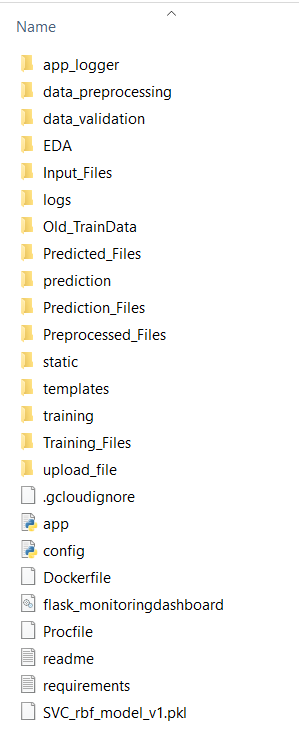 Name
app_logger
data_preprocessing
data_validation
EDA
Input_Files
logs
Old_TrainData
Predicted_Files
prediction
Prediction_Files
Preprocessed_Files
static
templates
training
Training_Files
upload_file
.gcloudignore
app
config
Dockerfile
flask_monitoringdashboard
Procfile
readme
requirements
SVC_rbf_model_v1.pkl